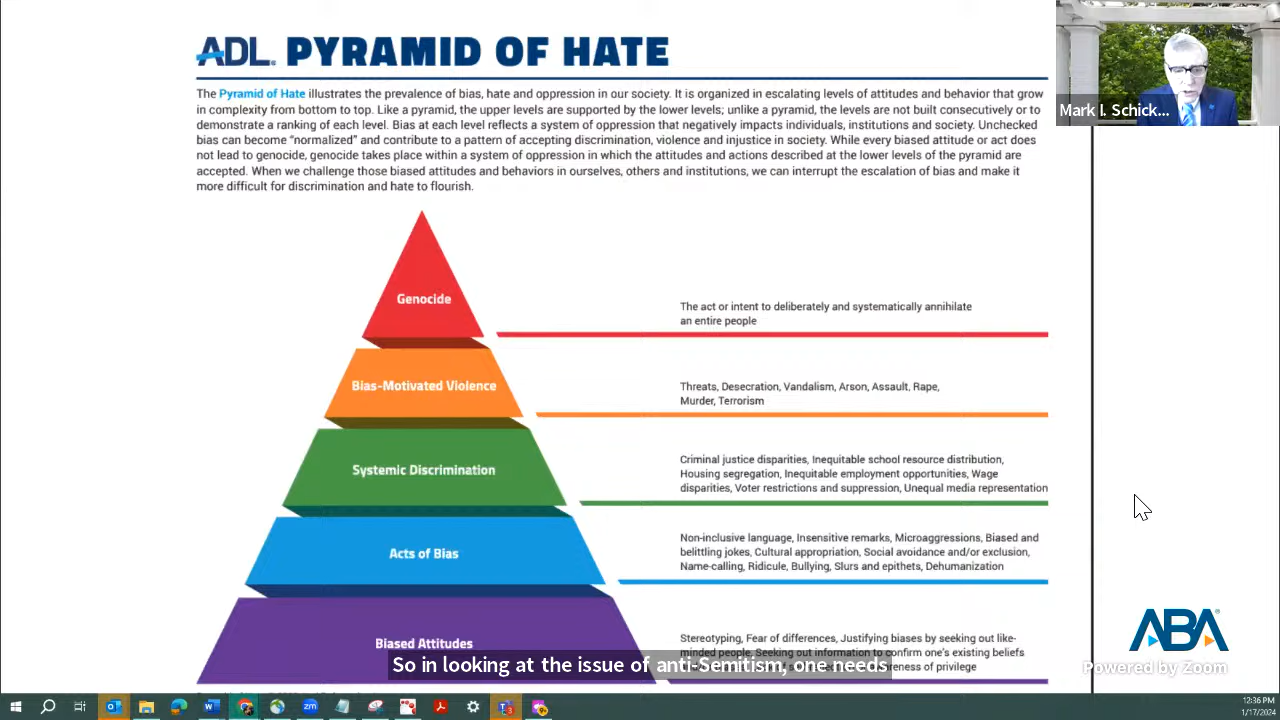 ADL® PYRAMID OF HATE
The Pyramid of Hate illustrates the prevalence of bias, hate and oppression in our society. It is organized in escalating levels of attitudes and behavior that grow
in complexity from bottom to top. Like a pyramid, the upper levels are supported by the lower levels; unlike a pyramid, the levels are not built consecutively or to
demonstrate a ranking of each level. Bias at each level reflects a system of oppression that negatively impacts individuals, institutions and society. Unchecked
bias can become “normalized” and contribute to a pattern of accepting discrimination, violence and injustice in society. While every biased attitude or act does
not lead to genocide, genocide takes place within a system of oppression in which the attitudes and actions described at the lower levels of the pyramid are
accepted. When we challenge those biased attitudes and behaviors in ourselves, others and institutions, we can interrupt the escalation of bias and make it
more difficult for discrimination and hate to flourish.
Mark I. Schick...
Genocide
The act or intent to deliberately and systematically annihilate
an entire people
Bias-Motivated Violence
Threats, Desecration, Vandalism, Arson, Assault, Rape,
Murder, Terrorism
Systemic Discrimination
Criminal justice disparities, Inequitable school resource distribution,
Housing segregation, Inequitable employment opportunities, Wage
disparities, Voter restrictions and suppression, Unequal media representation
Acts of Bias
Non-inclusive language, Insensitive remarks, Microaggressions, Biased and
belittling jokes, Cultural appropriation, Social avoidance and/or exclusion,
Name-calling, Ridicule, Bullying, Slurs and epithets, Dehumanization
Biased Attitudes
Stereotyping, Fear of differences, Justifying biases by seeking out like-
minded people, Seeking out information to confirm one's existing beliefs
of privilege
So in looking at the issue of anti-Semitism, one needs
ABA®
Powered by Zoom
12:36 PM
1/17/2024